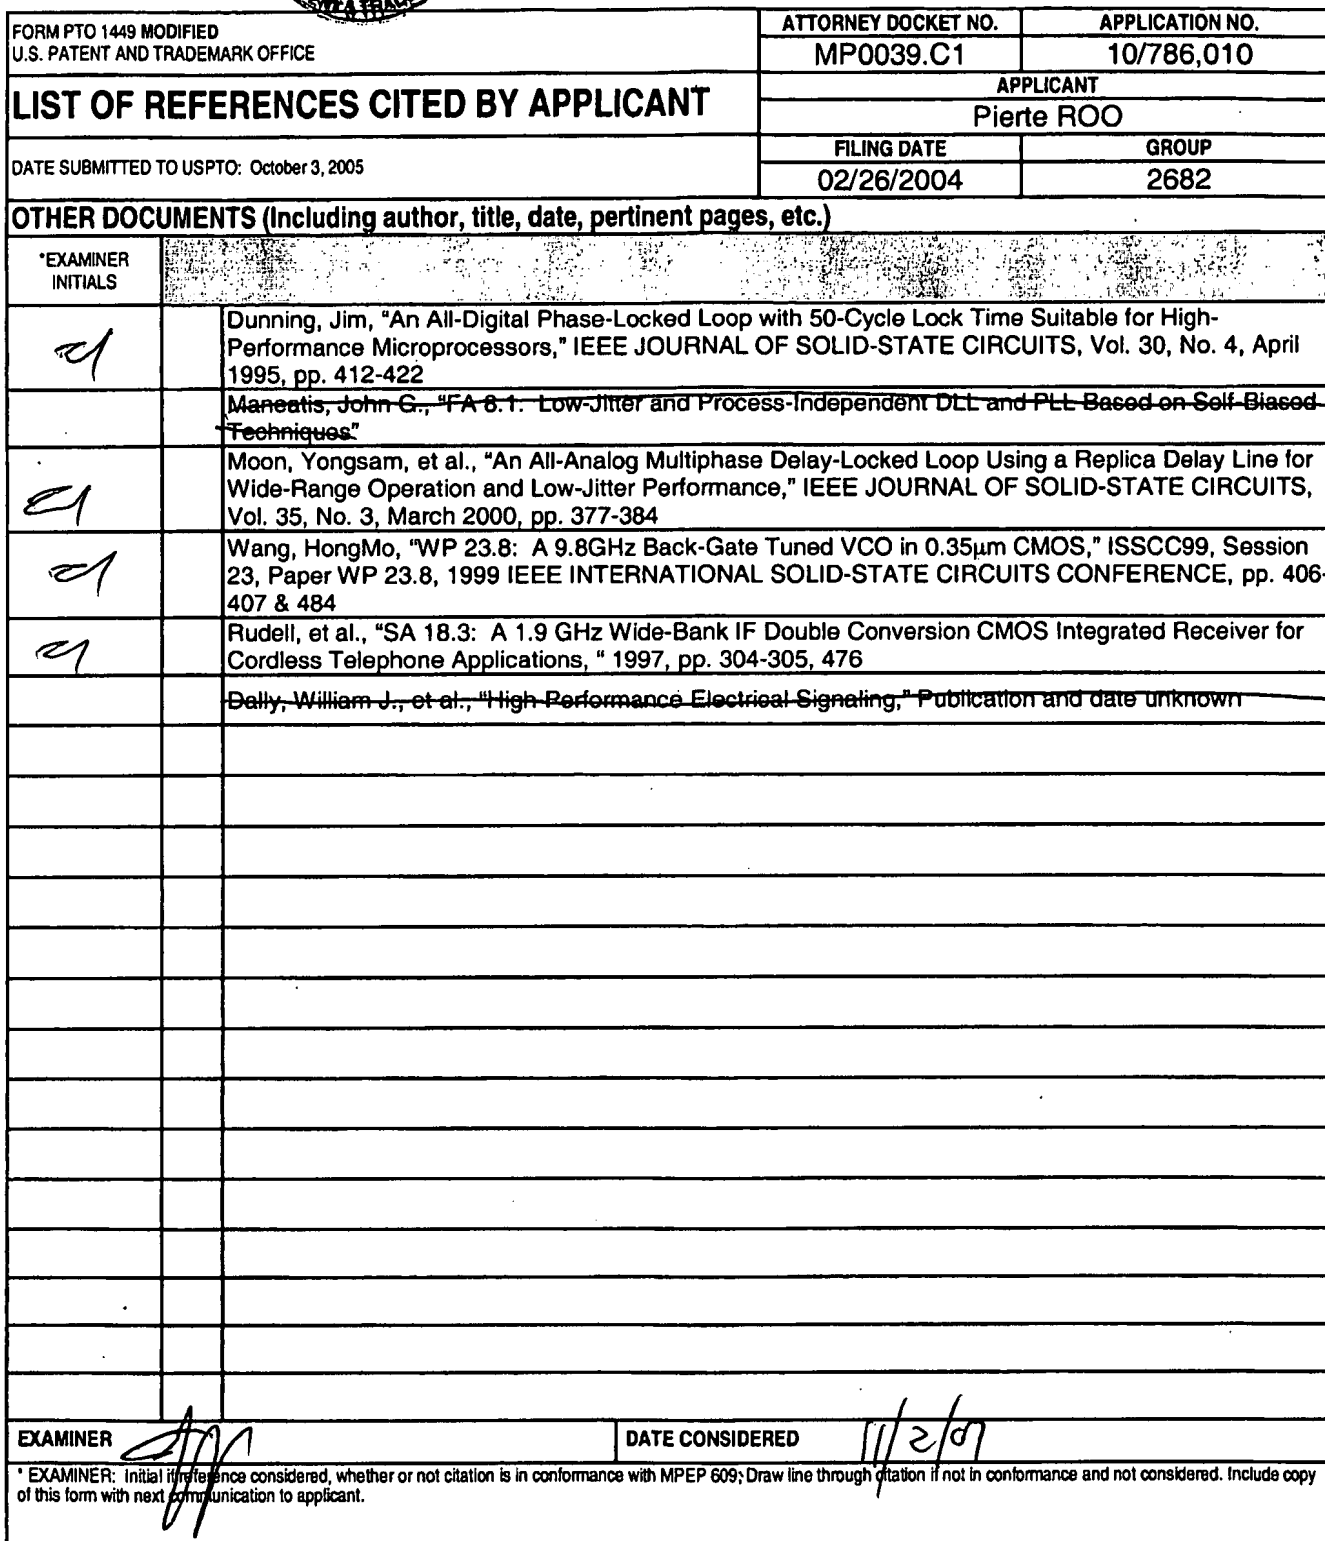 FORM PTO 1449 MODIFIED
U.S. PATENT AND TRADEMARK OFFICE
ATTORNEY DOCKET NO.
APPLICATION NO.
MP0039.C1
10/786,010
LIST OF REFERENCES CITED BY APPLICANT
APPLICANT
Pierte ROO
DATE SUBMITTED TO USPTO: October 3, 2005
FILING DATE
GROUP
02/26/2004
2682
OTHER DOCUMENTS (Including author, title, date, pertinent pages, etc.)
*EXAMINER
INITIALS
Dunning, Jim, "An All-Digital Phase-Locked Loop with 50-Cycle Lock Time Suitable for High-
Performance Microprocessors," IEEE JOURNAL OF SOLID-STATE CIRCUITS, Vol. 30, No. 4, April
1995, pp. 412-422
Maneatis, John G., "FA 8.1: Low-Jitter and Process-Independent DLL and PLL Based on Self-Biased
Techniques"
Moon, Yongsam, et al., "An All-Analog Multiphase Delay-Locked Loop Using a Replica Delay Line for
Wide-Range Operation and Low-Jitter Performance," IEEE JOURNAL OF SOLID-STATE CIRCUITS,
Vol. 35, No. 3, March 2000, pp. 377-384
Wang, HongMo, "WP 23.8: A 9.8GHz Back-Gate Tuned VCO in 0.35µm CMOS," ISSCC99, Session
23, Paper WP 23.8, 1999 IEEE INTERNATIONAL SOLID-STATE CIRCUITS CONFERENCE, pp. 406-
407 & 484
Rudell, et al., "SA 18.3: A 1.9 GHz Wide-Bank IF Double Conversion CMOS Integrated Receiver for
Cordless Telephone Applications, " 1997, pp. 304-305, 476
Dally, William J., et al., "High Performance Electrical Signaling," Publication and date unknown
EXAMINER
DATE CONSIDERED
11/2/07
* EXAMINER: Initial if reference considered, whether or not citation is in conformance with MPEP 609; Draw line through citation if not in conformance and not considered. Include copy
of this form with next communication to applicant.